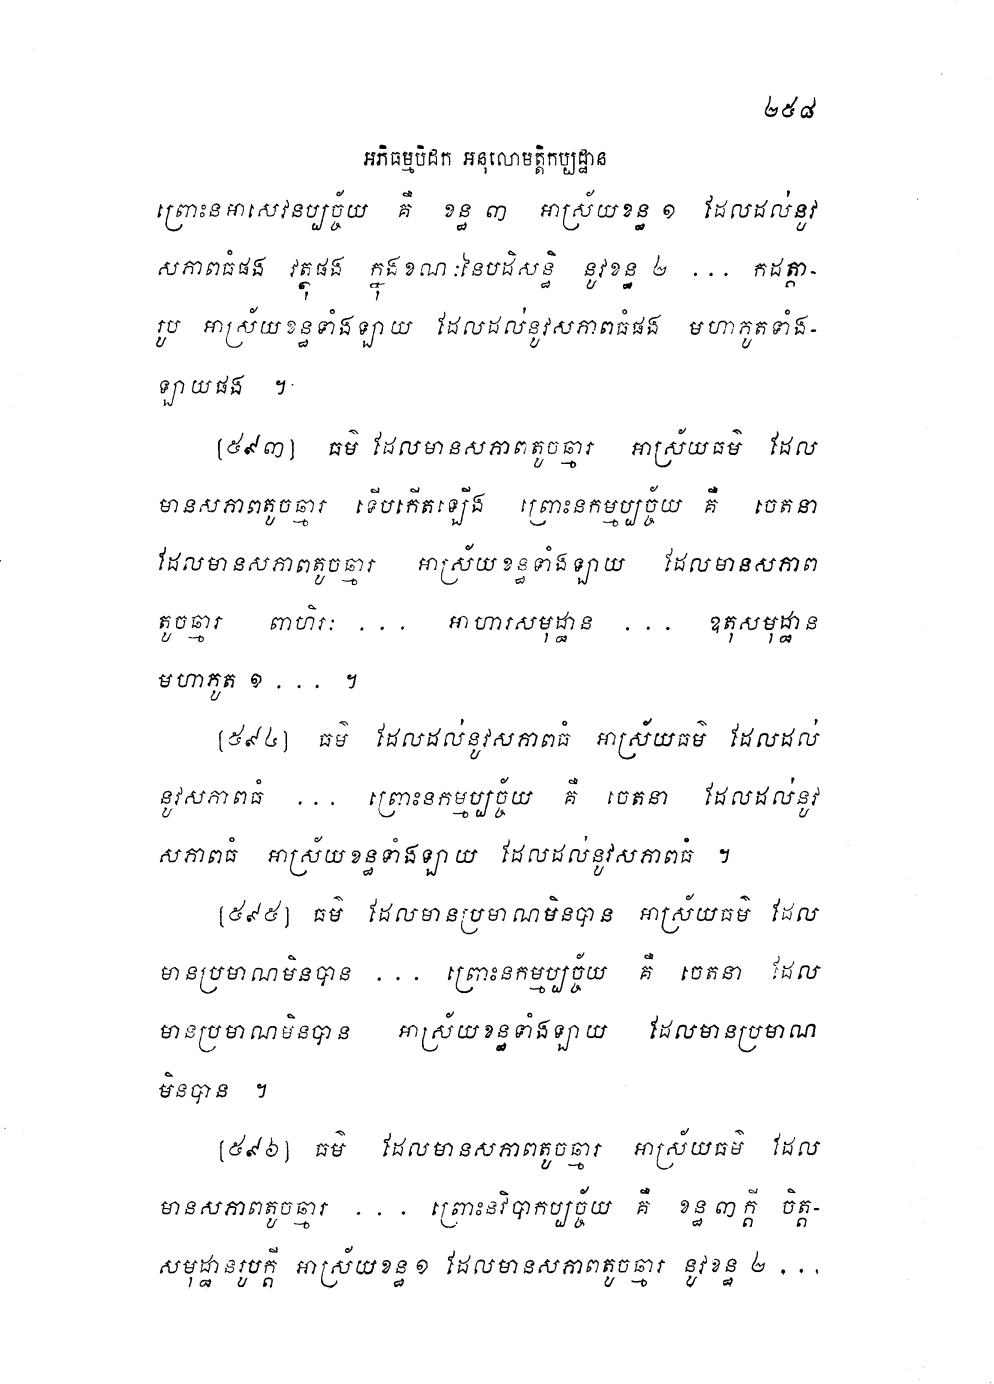 ២៥៨
អភិធម្មបិដក អនុលោមត្តិកប្បដ្ឋាន
ព្រោះនអាសេវនប្បច្ច័យ គឺ ខន្ធ ៣ អាស្រ័យខន្ធ ១ ដែលដល់នូវ
សភាពធំផង វត្ថុផង ក្នុងខណៈនៃបដិសន្ធិ នូវខន្ធ ២ ... កដត្តា-
រូប អាស្រ័យខន្ធទាំងឡាយ ដែលដល់នូវសភាពធំផង មហាភូតទាំង-
ឡាយផង ។
[៥៩៣] ធម៌ ដែលមានសភាពតូចឆ្មារ អាស្រ័យធម៌ ដែល
មានសភាពតូចឆ្មារ ទើបកើតឡើង ព្រោះនកម្មប្បច្ច័យ គឺ ចេតនា
ដែលមានសភាពតូចឆ្មារ អាស្រ័យខន្ធទាំងឡាយ ដែលមានសភាព
តូចឆ្មារ ពាហិរៈ ... អាហារសមុដ្ឋាន ... ឧតុសមុដ្ឋាន
មហាភូត ១ ... ។
[៥៩៤] ធម៌ ដែលដល់នូវសភាពធំ អាស្រ័យធម៌ ដែលដល់
នូវសភាពធំ ... ព្រោះនកម្មប្បច្ច័យ គឺ ចេតនា ដែលដល់នូវ
សភាពធំ អាស្រ័យខន្ធទាំងឡាយ ដែលដល់នូវសភាពធំ ។
[៥៩៥] ធម៌ ដែលមានប្រមាណមិនបាន អាស្រ័យធម៌ ដែល
មានប្រមាណមិនបាន ... ព្រោះនកម្មប្បច្ច័យ គឺ ចេតនា ដែល
មានប្រមាណមិនបាន អាស្រ័យខន្ធទាំងឡាយ ដែលមានប្រមាណ
មិនបាន ។
[៥៩៦] ធម៌ ដែលមានសភាពតូចឆ្មារ អាស្រ័យធម៌ ដែល
មានសភាពតូចឆ្មារ ... ព្រោះនវិបាកប្បច្ច័យ គឺ ខន្ធ ៣ ក្តី ចិត្ត-
សមុដ្ឋានរូបក្តី អាស្រ័យខន្ធ ១ ដែលមានសភាពតូចឆ្មារ នូវខន្ធ ២ ...